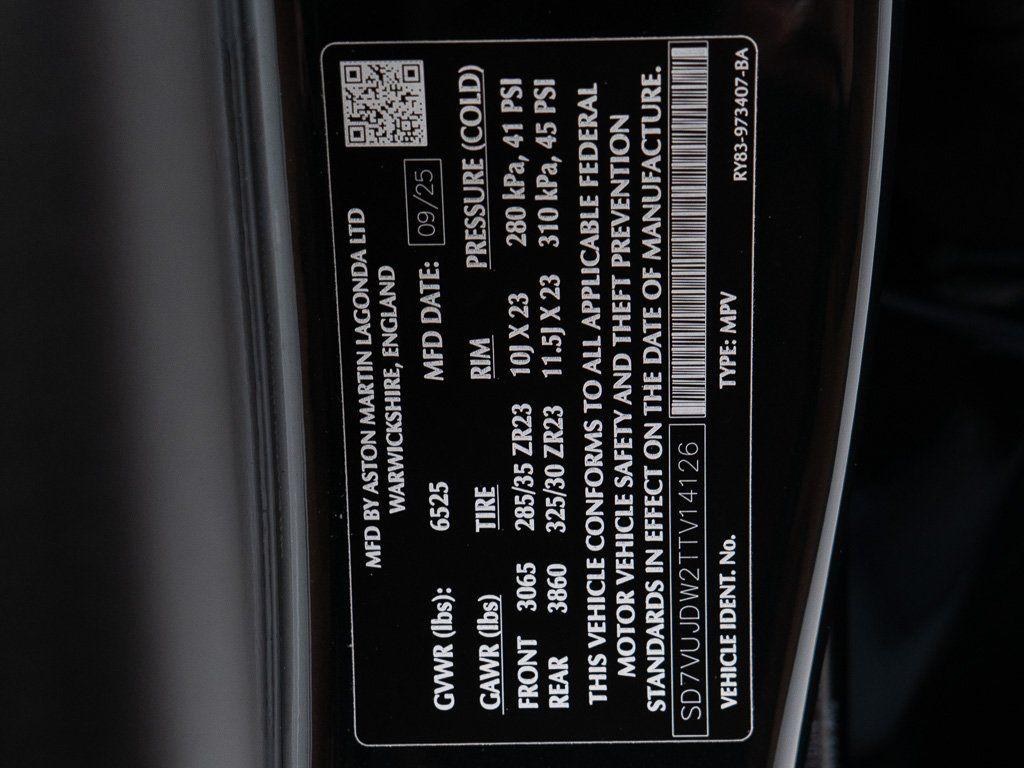 MFD BY ASTON MARTIN LAGONDA LTD
WARWICKSHIRE, ENGLAND
GVWR (lbs): 6525 MFD DATE: 09/25
GAWR (lbs) TIRE RIM PRESSURE (COLD)
FRONT 3065 285/35 ZR23 10J X 23 280 kPa, 41 PSI
REAR 3860 325/30 ZR23 11.5J X 23 310 kPa, 45 PSI
THIS VEHICLE CONFORMS TO ALL APPLICABLE FEDERAL
MOTOR VEHICLE SAFETY AND THEFT PREVENTION
STANDARDS IN EFFECT ON THE DATE OF MANUFACTURE.
SD7VUJDW2TTV14126
VEHICLE IDENT. No. TYPE: MPV RY83-973407-BA